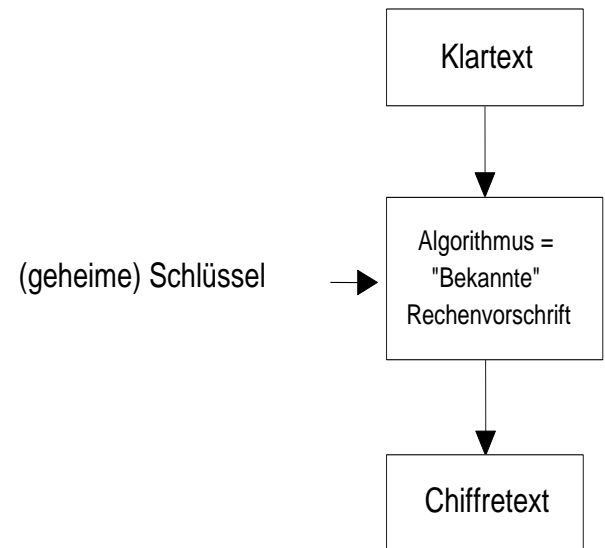 Klartext
Algorithmus =
"Bekannte"
(geheime) Schlüssel
Rechenvorschrift
Chiffretext